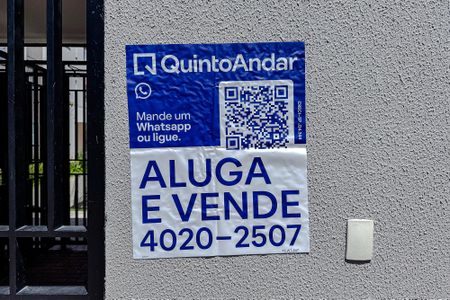 QuintoAndar
Mande um
Whatsapp
ou ligue.
ALUGA
E VENDE
4020-2507